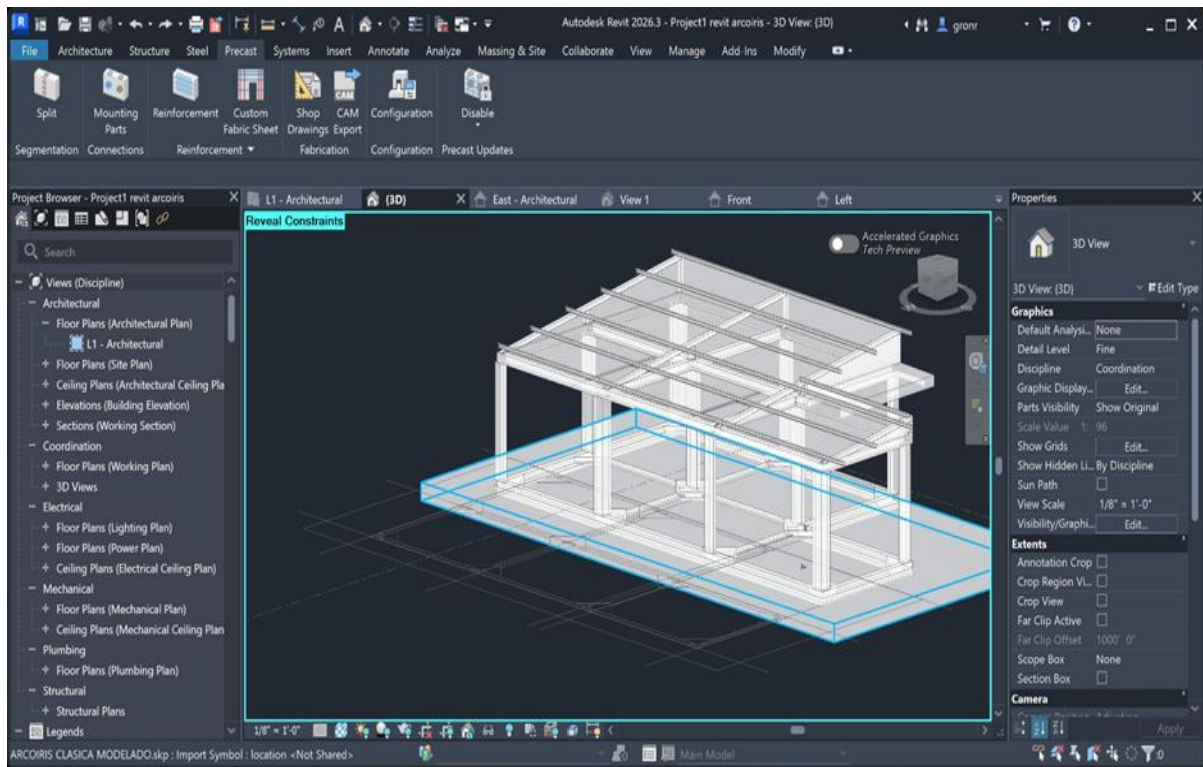 Autodesk Revit 2026.3 - Project1 revit arcoiris - 3D View: {3D}
gronr
File Architecture Structure Steel Precast Systems Insert Annotate Analyze Massing & Site Collaborate View Manage Add-Ins Modify
Split
Mounting Parts
Reinforcement
Custom Fabric Sheet
Shop Drawings
CAM Export
Configuration
Disable
Segmentation Connections Reinforcement Fabrication Configuration Precast Updates
Project Browser - Project1 revit arcoiris
L1 - Architectural {3D} East - Architectural View 1 Front Left
Properties
Search
Views (Discipline)
Architectural
Floor Plans (Architectural Plan)
L1 - Architectural
Floor Plans (Site Plan)
Ceiling Plans (Architectural Ceiling Pla
Elevations (Building Elevation)
Sections (Working Section)
Coordination
Floor Plans (Working Plan)
3D Views
Electrical
Floor Plans (Lighting Plan)
Floor Plans (Power Plan)
Ceiling Plans (Electrical Ceiling Plan)
Mechanical
Floor Plans (Mechanical Plan)
Ceiling Plans (Mechanical Ceiling Plan
Plumbing
Floor Plans (Plumbing Plan)
Structural
Structural Plans
Legends
Reveal Constraints
Accelerated Graphics
Tech Preview
3D View
3D View: {3D} Edit Type
Graphics
Default Analysi... None
Detail Level Fine
Discipline Coordination
Graphic Display... Edit...
Parts Visibility Show Original
Scale Value 1: 96
Show Grids Edit...
Show Hidden Li... By Discipline
Sun Path
View Scale 1/8" = 1'-0"
Visibility/Graphi... Edit...
Extents
Annotation Crop
Crop Region Vi...
Crop View
Far Clip Active
Far Clip Offset 1000' 0"
Scope Box None
Section Box
Camera
Apply
1/8" = 1'-0"
ARCOIRIS CLASICA MODELADO.skp : Import Symbol : location <Not Shared>
Main Model
:0